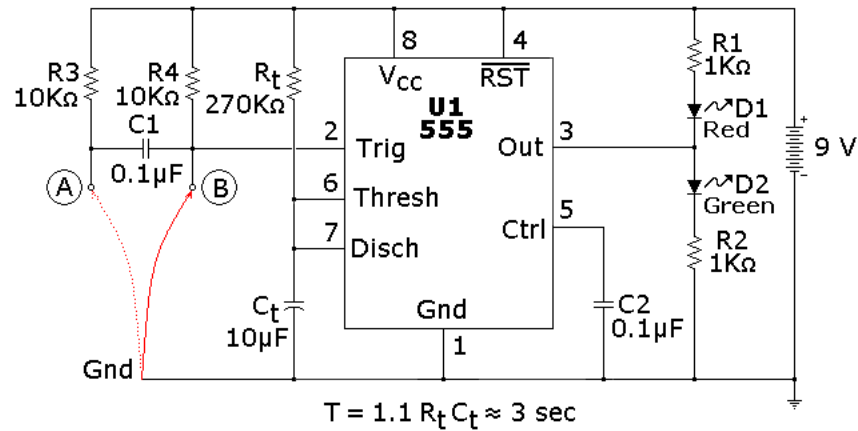 8
4
R3
10KΩ
R4
10KΩ
Rt
270KΩ
VCC
RST
R1
1KΩ
U1
555
D1
Red
C1
0.1µF
2
Trig
Out
3
9 V
+
-
A
B
6
Thresh
D2
Green
7
Disch
Ctrl
5
R2
1KΩ
Ct
10µF
Gnd
1
C2
0.1µF
Gnd
T = 1.1 RtCt ≈ 3 sec